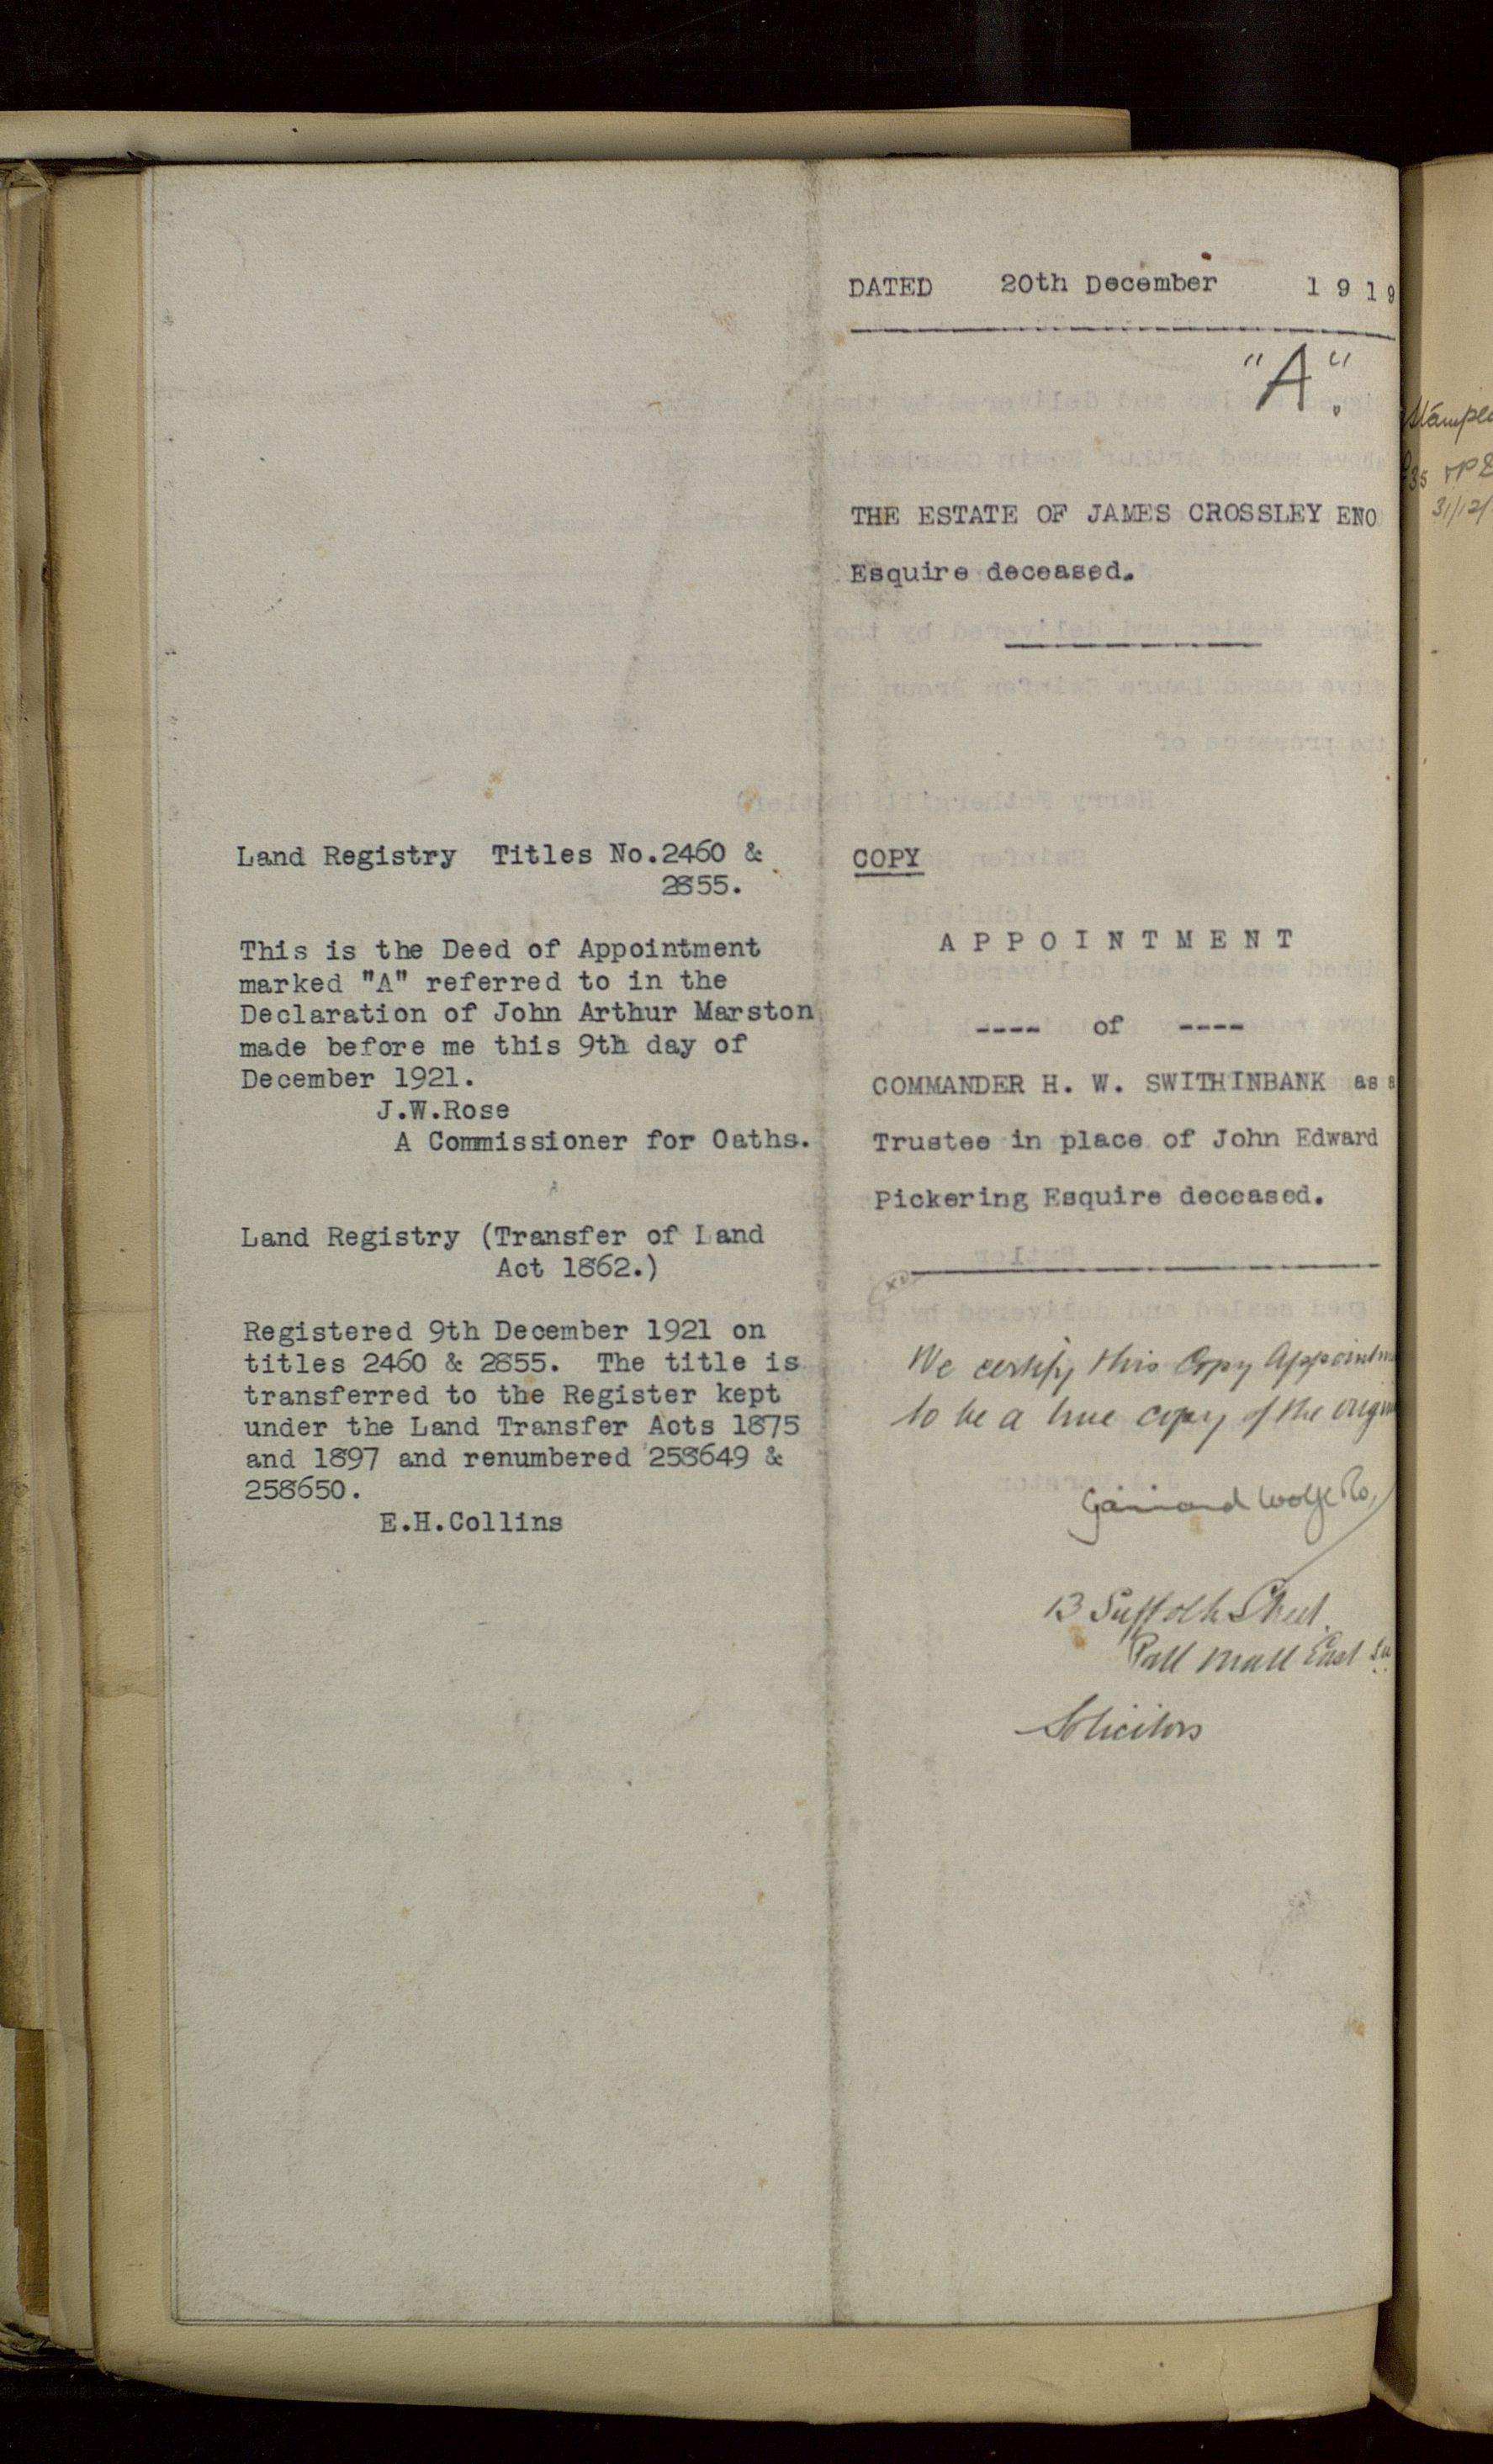 DATED 20th December 1919
"A".
THE ESTATE OF JAMES CROSSLEY ENO
Esquire deceased.
COPY
A P P O I N T M E N T
---- of ----
COMMANDER H. W. SWITHINBANK as a
Trustee in place of John Edward
Pickering Esquire deceased.
We certify this Copy Appointm
to be a true copy of the origin
13 Suffolk Street
Pall Mall East
Solicitors
Land Registry Titles No.2460 &
2855.
This is the Deed of Appointment
marked "A" referred to in the
Declaration of John Arthur Marston
made before me this 9th day of
December 1921.
J.W.Rose
A Commissioner for Oaths.
Land Registry (Transfer of Land
Act 1862.)
Registered 9th December 1921 on
titles 2460 & 2855. The title is
transferred to the Register kept
under the Land Transfer Acts 1875
and 1897 and renumbered 258649 &
258650.
E.H.Collins
31/12/